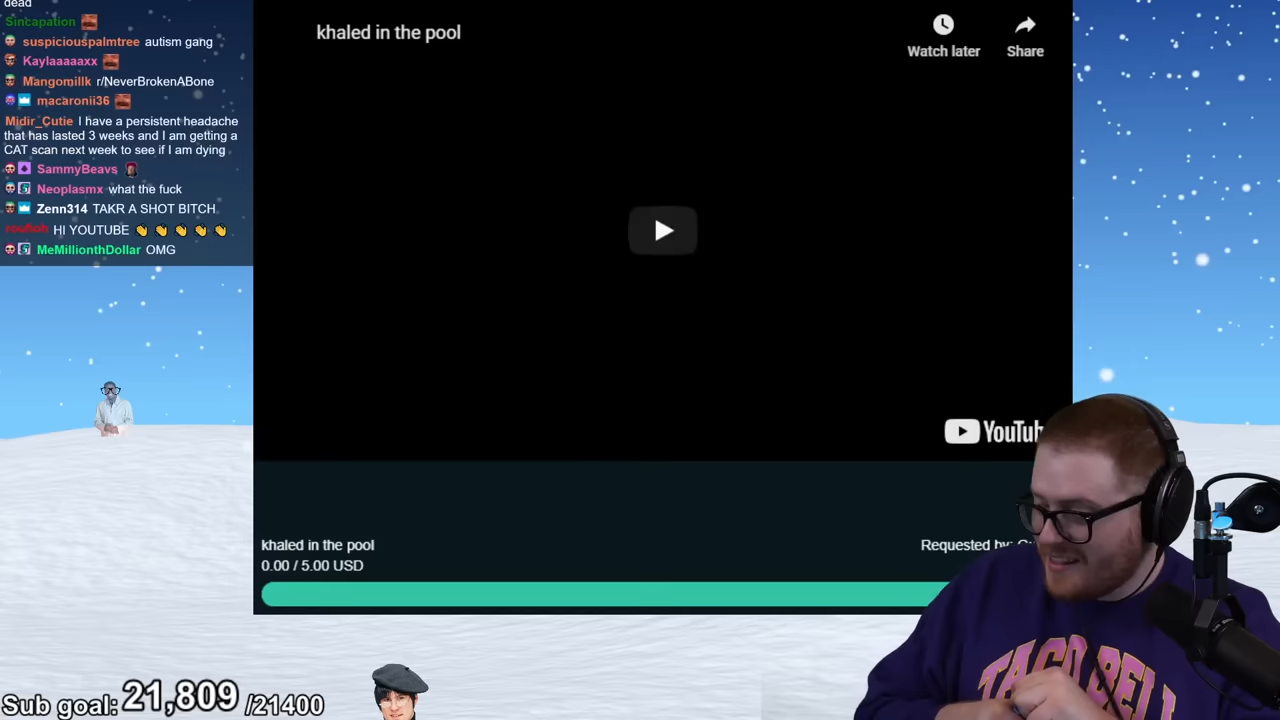 dead
Sincapation
suspiciouspalmtree autism gang
Kaylaaaaaxx
Mangomillk r/NeverBrokenABone
macaronii36
Midir_Cutie I have a persistent headache
that has lasted 3 weeks and I am getting a
CAT scan next week to see if I am dying
SammyBeavs
Neoplasmx what the fuck
Zenn314 TAKR A SHOT BITCH
HI YOUTUBE 👏 👏 👏 👏 👏
MeMillionthDollar OMG
khaled in the pool
Watch later
Share
YouTub
khaled in the pool
Requested by:
0.00 / 5.00 USD
TACO BELL
Sub goal: 21,809 /21400